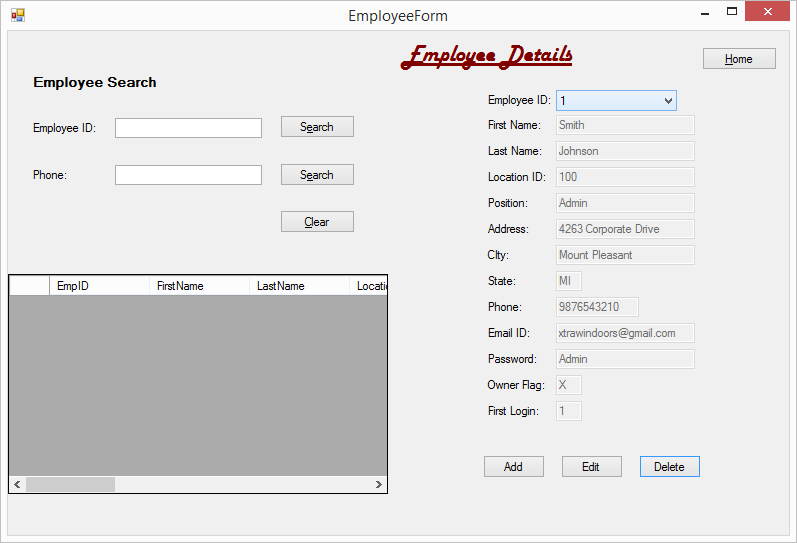 EmployeeForm
Employee Details
Home
Employee Search
Employee ID:
Search
Phone:
Search
Clear
EmpID FirstName LastName Locatio
Employee ID: 1
First Name: Smith
Last Name: Johnson
Location ID: 100
Position: Admin
Address: 4263 Corporate Drive
CIty: Mount Pleasant
State: MI
Phone: 9876543210
Email ID: xtrawindoors@gmail.com
Password: Admin
Owner Flag: X
First Login: 1
Add Edit Delete